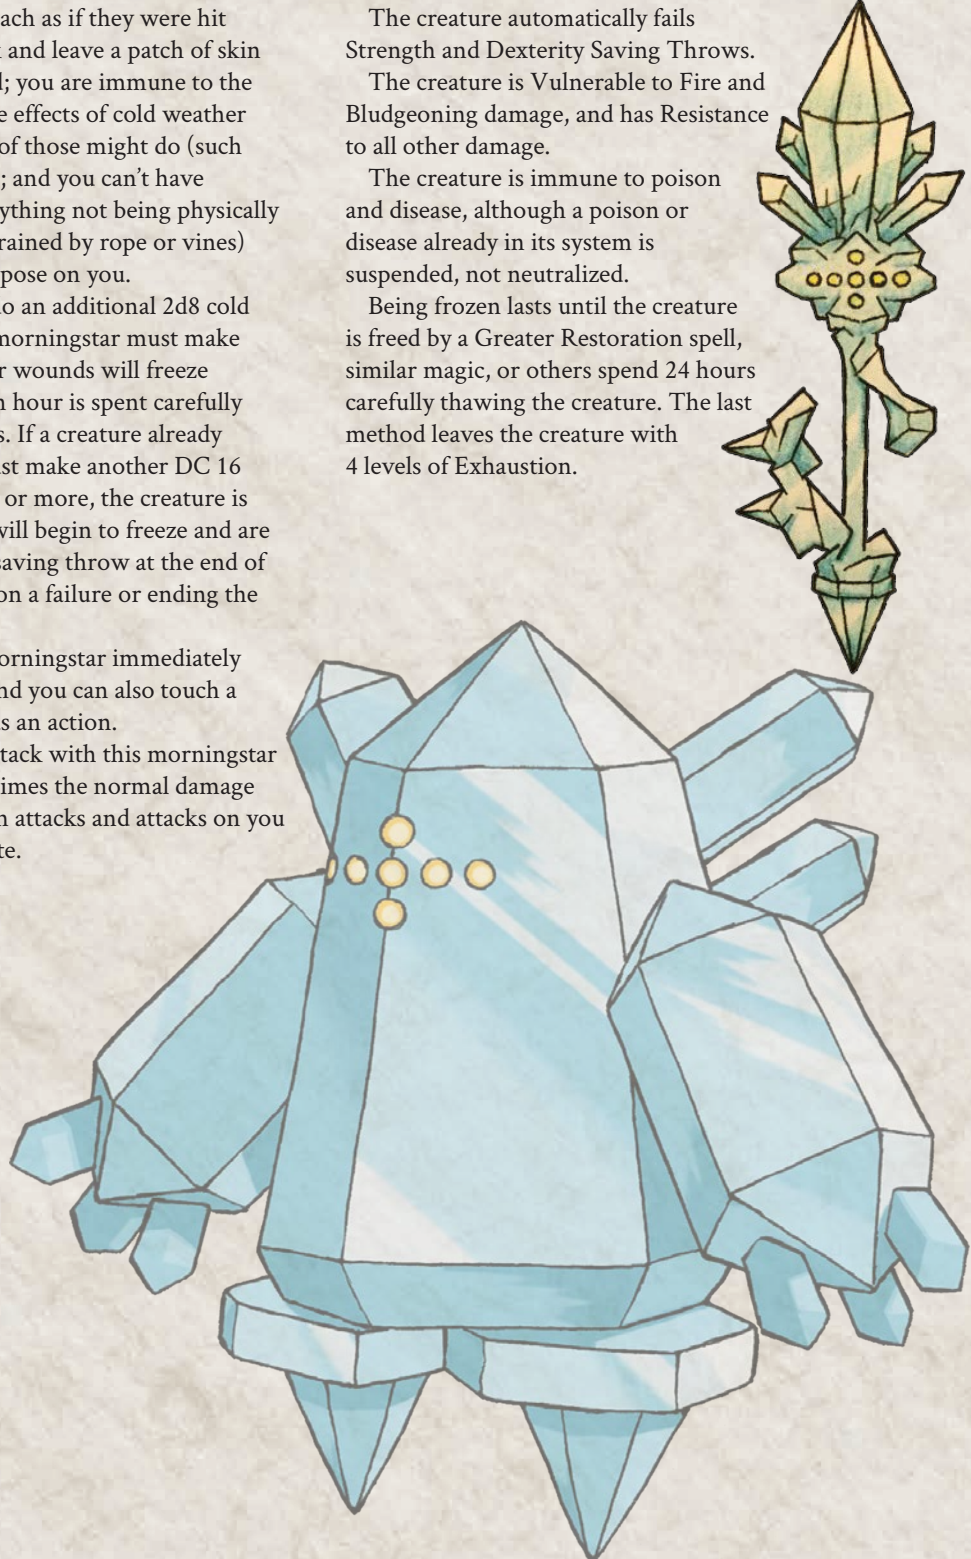 ach as if they were hit
and leave a patch of skin
; you are immune to the
effects of cold weather
of those might do (such
; and you can’t have
ything not being physically
rained by rope or vines)
pose on you.
o an additional 2d8 cold
morningstar must make
r wounds will freeze
hour is spent carefully
s. If a creature already
st make another DC 16
or more, the creature is
will begin to freeze and are
saving throw at the end of
on a failure or ending the
orningstar immediately
nd you can also touch a
s an action.
tack with this morningstar
imes the normal damage
n attacks and attacks on you
te.
The creature automatically fails
Strength and Dexterity Saving Throws.
The creature is Vulnerable to Fire and
Bludgeoning damage, and has Resistance
to all other damage.
The creature is immune to poison
and disease, although a poison or
disease already in its system is
suspended, not neutralized.
Being frozen lasts until the creature
is freed by a Greater Restoration spell,
similar magic, or others spend 24 hours
carefully thawing the creature. The last
method leaves the creature with
4 levels of Exhaustion.